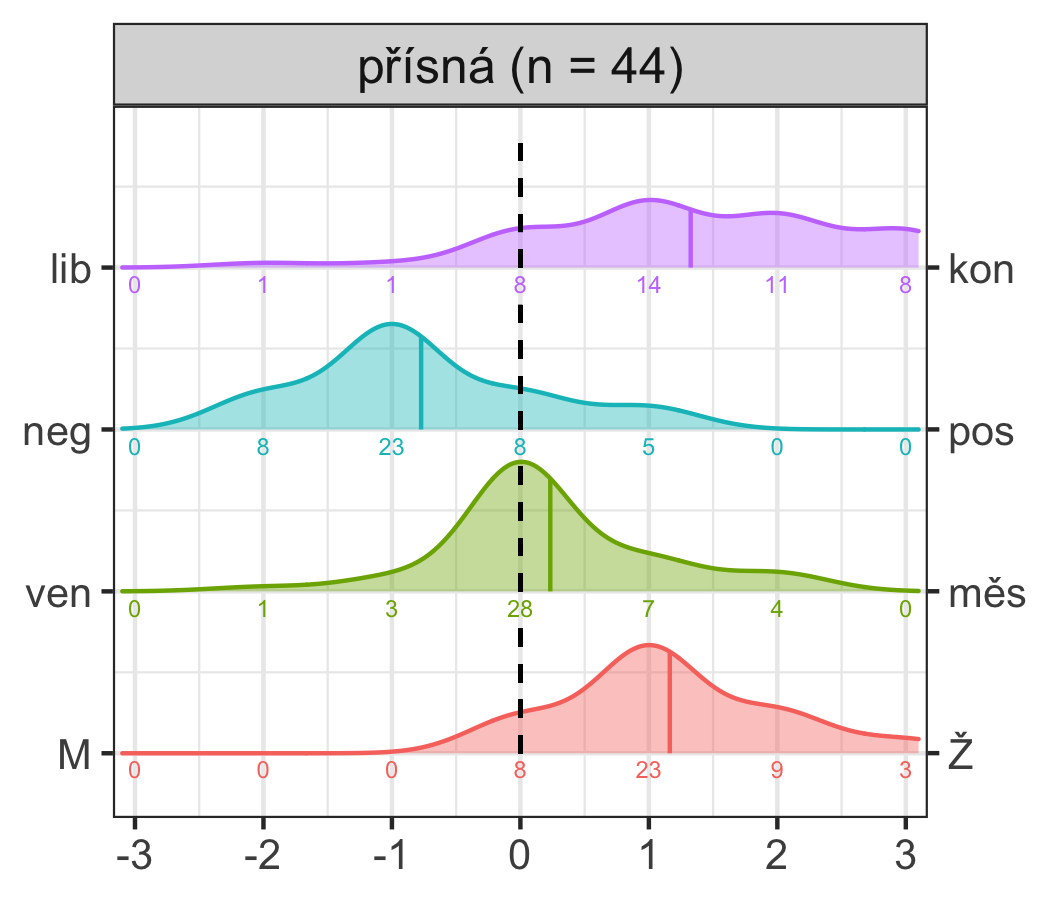 přísná (n = 44)
lib kon
0 1 1 8 14 11 8
neg pos
0 8 23 8 5 0 0
ven měs
0 1 3 28 7 4 0
M Ž
0 0 0 8 23 9 3
-3 -2 -1 0 1 2 3